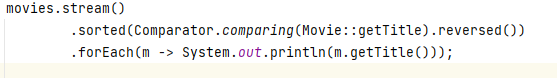 movies.stream()
.sorted(Comparator.comparing(Movie::getTitle).reversed())
.forEach(m -> System.out.println(m.getTitle()));